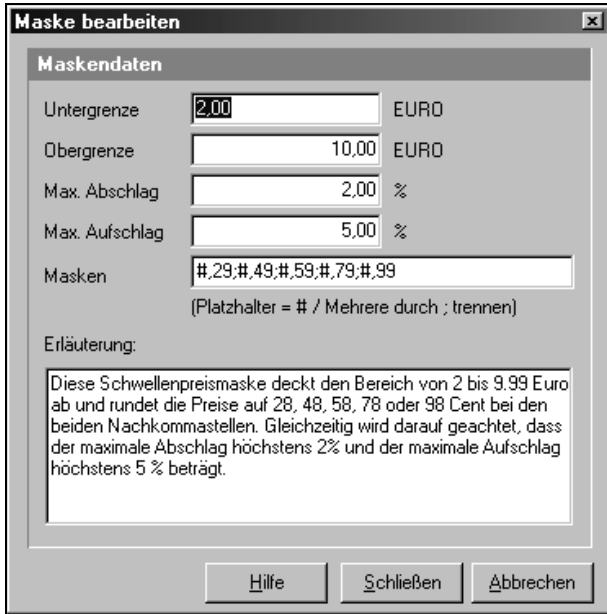 Maske bearbeiten
Maskendaten
Untergrenze 2,00 EURO
Obergrenze 10,00 EURO
Max. Abschlag 2,00 %
Max. Aufschlag 5,00 %
Masken #,29;#,49;#,59;#,79;#,99
(Platzhalter = # / Mehrere durch ; trennen)
Erläuterung:
Diese Schwellenpreismaske deckt den Bereich von 2 bis 9.99 Euro
ab und rundet die Preise auf 28, 48, 58, 78 oder 98 Cent bei den
beiden Nachkommastellen. Gleichzeitig wird darauf geachtet, dass
der maximale Abschlag höchstens 2% und der maximale Aufschlag
höchstens 5 % beträgt.
Hilfe Schließen Abbrechen